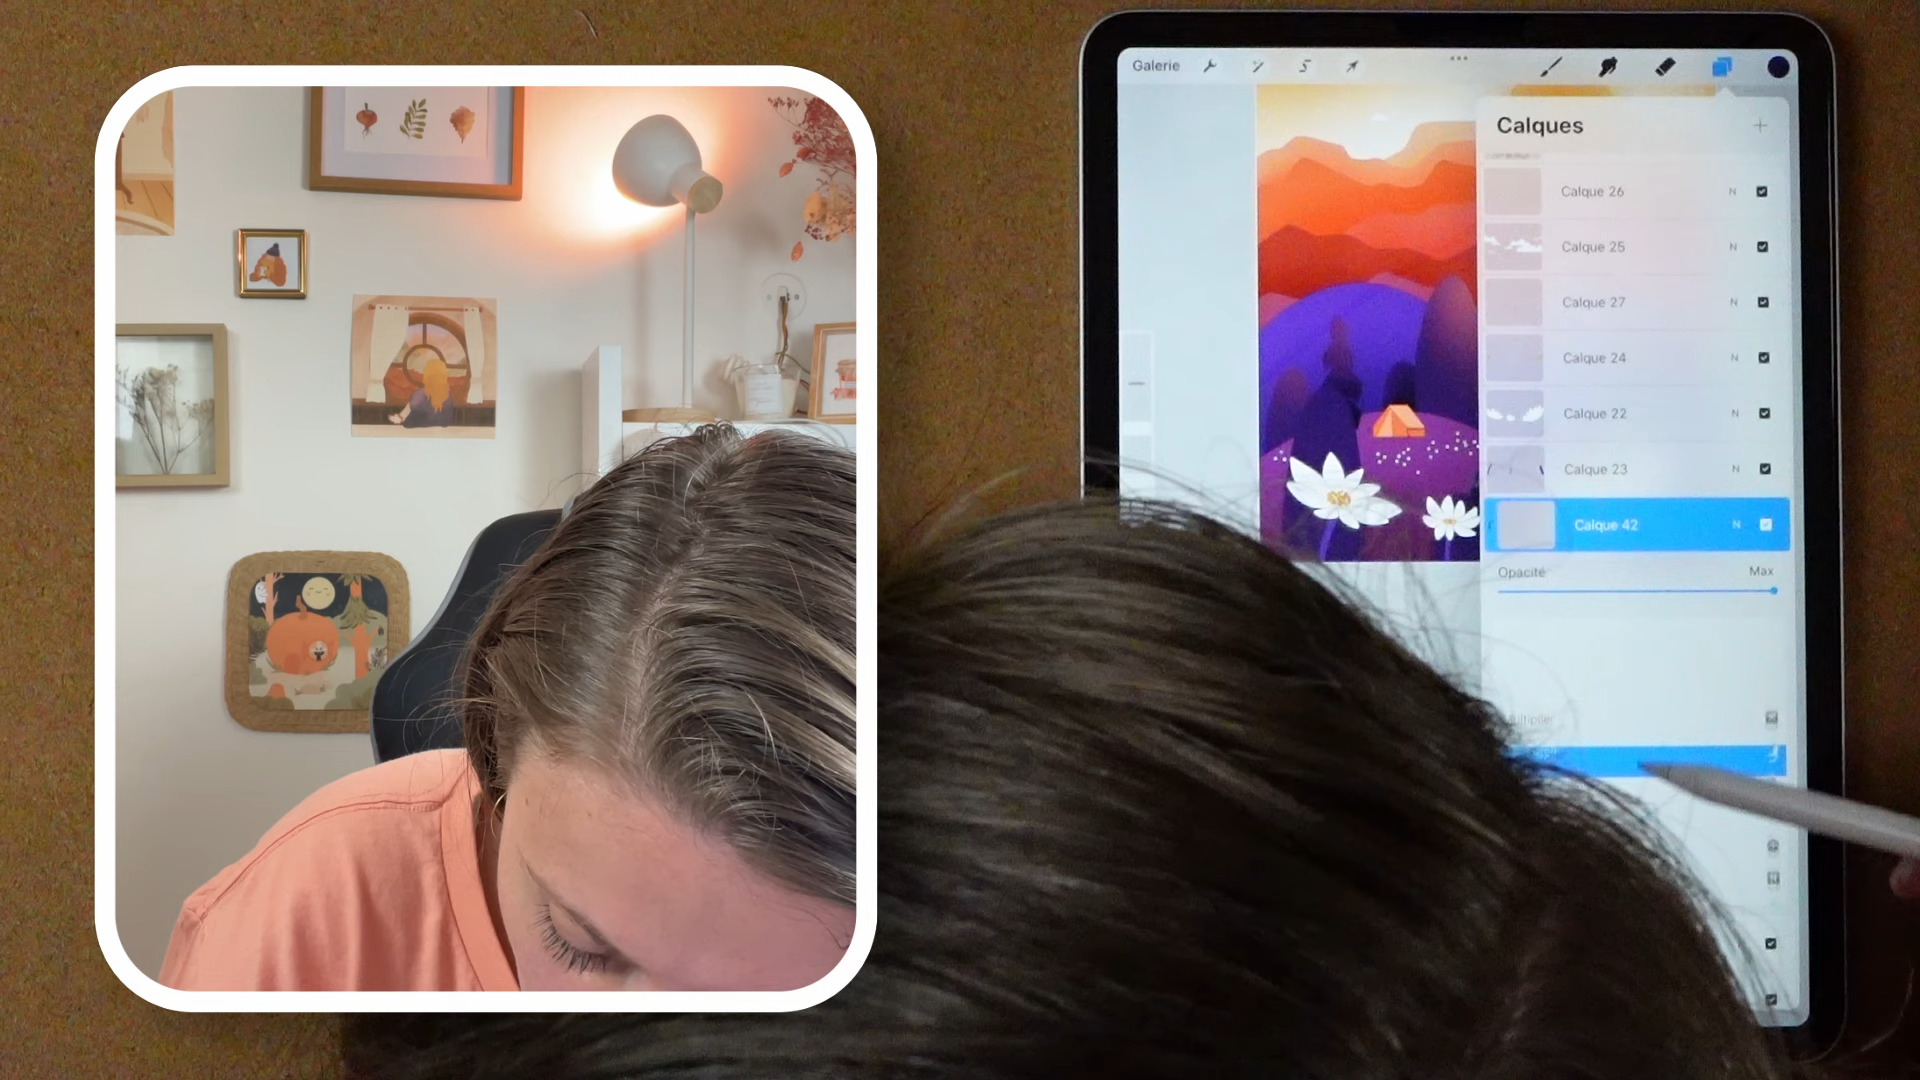 Galerie
Calques
Calque 26 N
Calque 25 N
Calque 27 N
Calque 24 N
Calque 22 N
Calque 23 N
Calque 42 N
Opacité Max